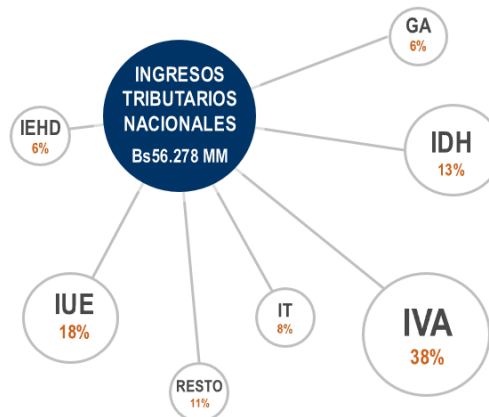 GA
6%
INGRESOS
TRIBUTARIOS
NACIONALES
Bs56.278 MM
IEHD
6%
IDH
13%
IUE
18%
IT
8%
IVA
38%
RESTO
11%